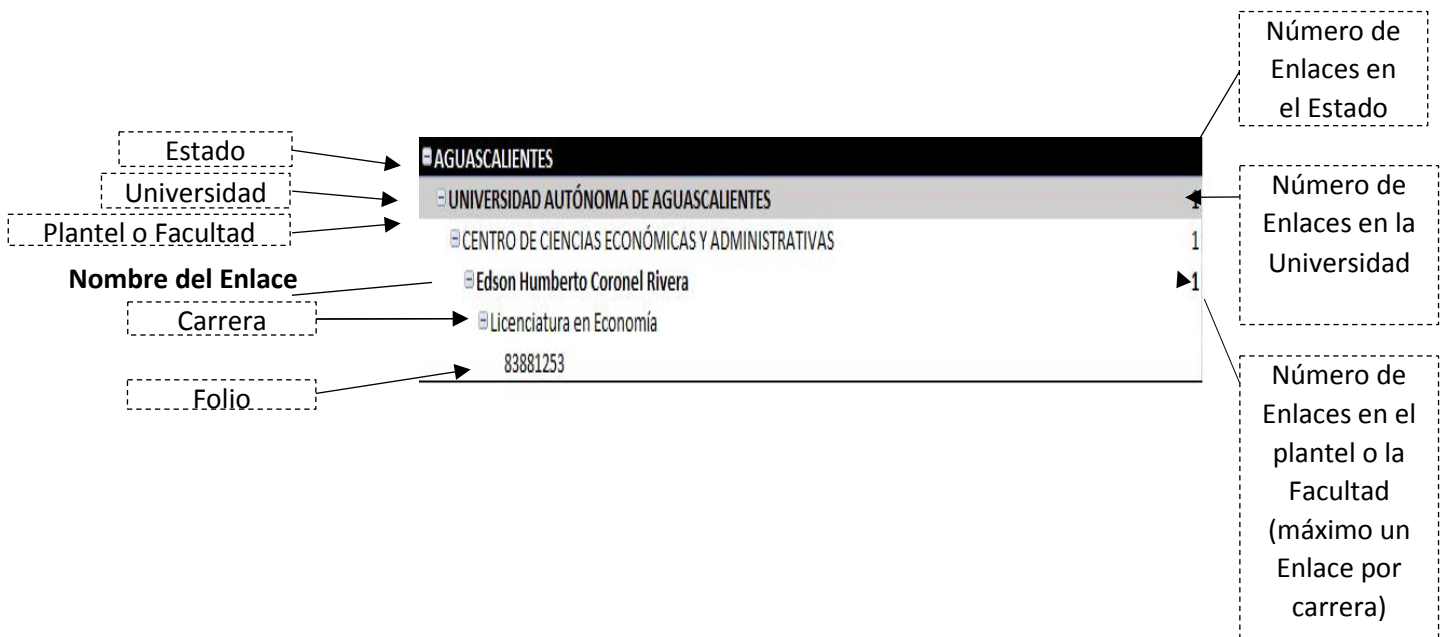 Número de
Enlaces en
el Estado
Estado
AGUASCALIENTES
Universidad
UNIVERSIDAD AUTÓNOMA DE AGUASCALIENTES 1
Número de
Enlaces en la
Universidad
Plantel o Facultad
CENTRO DE CIENCIAS ECONÓMICAS Y ADMINISTRATIVAS 1
Nombre del Enlace
Edson Humberto Coronel Rivera 1
Carrera
Licenciatura en Economía
Folio
83881253
Número de
Enlaces en el
plantel o la
Facultad
(máximo un
Enlace por
carrera)